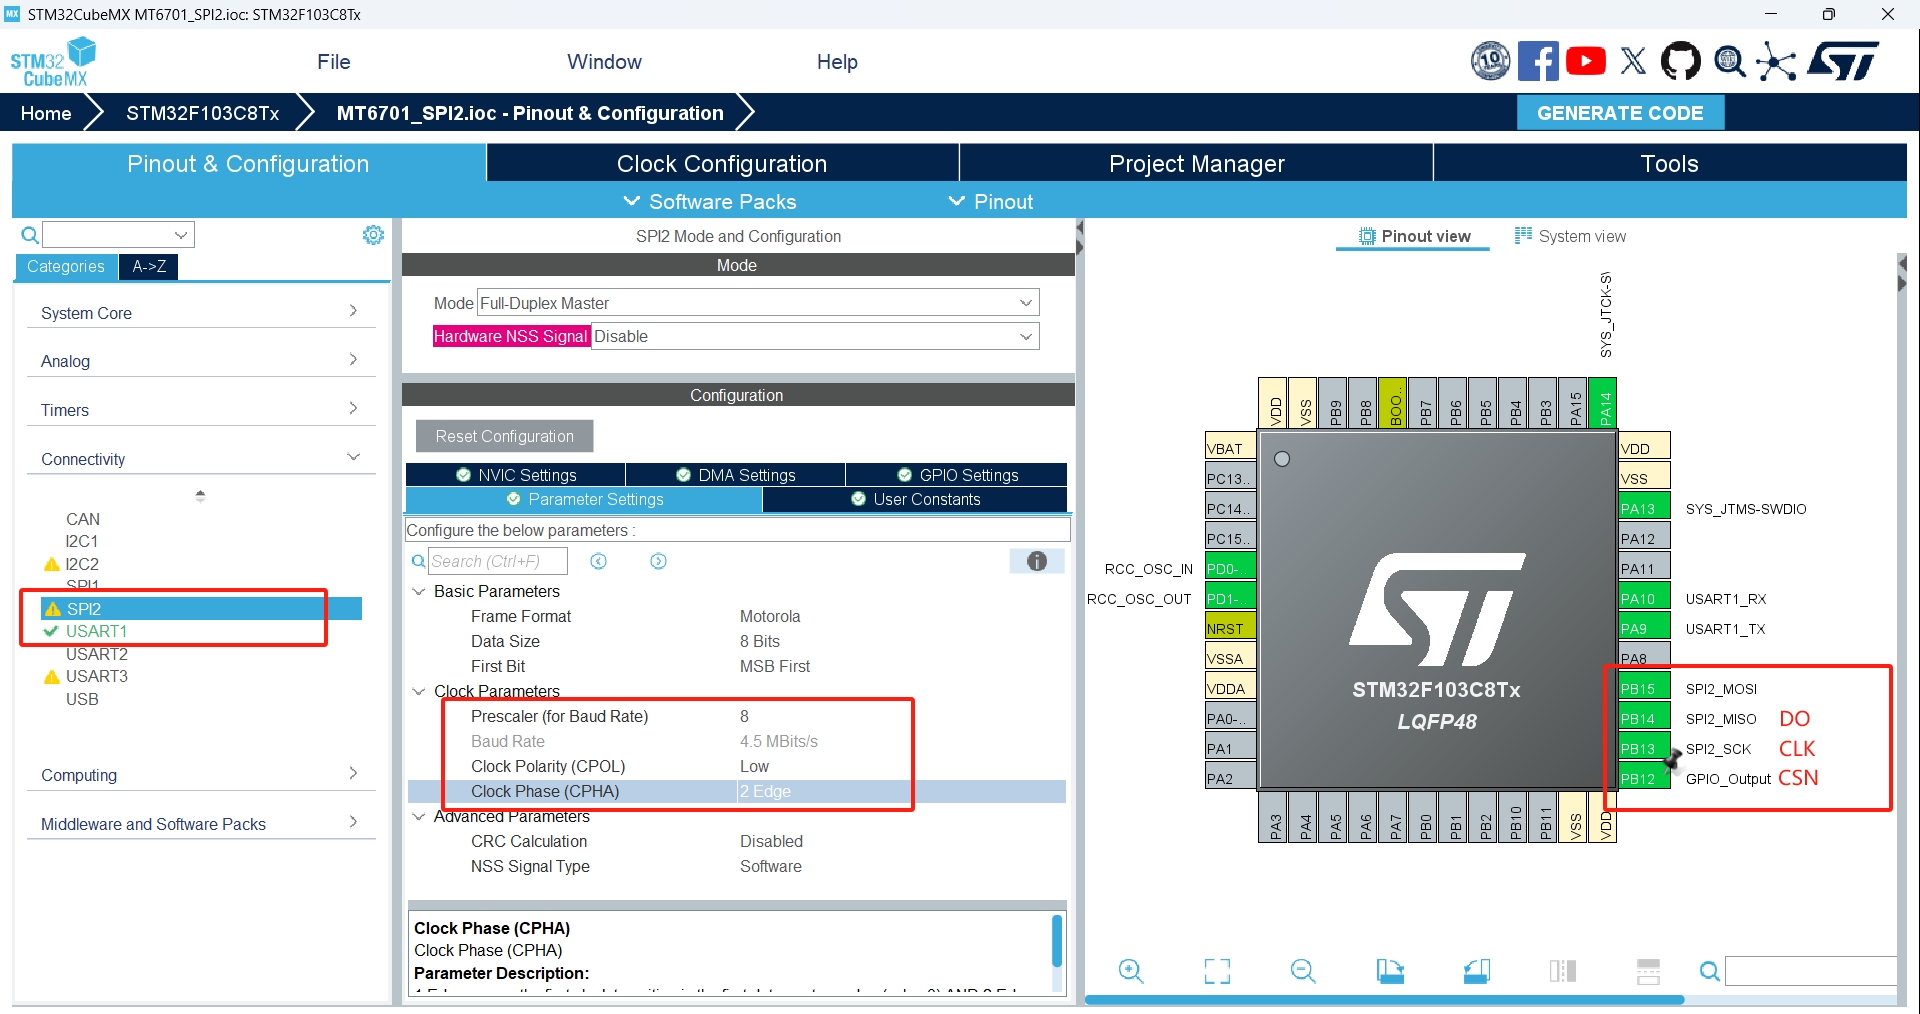 MX STM32CubeMX MT6701_SPI2.ioc: STM32F103C8Tx
STM32
CubeMX
File
Window
Help
10
ST
Home
STM32F103C8Tx
MT6701_SPI2.ioc - Pinout & Configuration
GENERATE CODE
Pinout & Configuration
Clock Configuration
Project Manager
Tools
Software Packs
Pinout
Categories
A->Z
System Core
Analog
Timers
Connectivity
CAN
I2C1
I2C2
SPI1
SPI2
USART1
USART2
USART3
USB
Computing
Middleware and Software Packs
SPI2 Mode and Configuration
Mode
Mode Full-Duplex Master
Hardware NSS Signal Disable
Configuration
Reset Configuration
NVIC Settings
DMA Settings
GPIO Settings
Parameter Settings
User Constants
Configure the below parameters :
Search (Ctrl+F)
Basic Parameters
Frame Format Motorola
Data Size 8 Bits
First Bit MSB First
Clock Parameters
Prescaler (for Baud Rate) 8
Baud Rate 4.5 MBits/s
Clock Polarity (CPOL) Low
Clock Phase (CPHA) 2 Edge
Advanced Parameters
CRC Calculation Disabled
NSS Signal Type Software
Clock Phase (CPHA)
Clock Phase (CPHA)
Parameter Description:
Pinout view
System view
SYS_JTCK-S\
VDD
VSS
PB9
PB8
BOO..
PB7
PB6
PB5
PB4
PB3
PA15
PA14
VBAT
PC13..
PC14..
PC15..
RCC_OSC_IN PD0-..
RCC_OSC_OUT PD1-..
NRST
VSSA
VDDA
PA0-..
PA1
PA2
STM32F103C8Tx
LQFP48
VDD
VSS
PA13 SYS_JTMS-SWDIO
PA12
PA11
PA10 USART1_RX
PA9 USART1_TX
PA8
PB15 SPI2_MOSI
PB14 SPI2_MISO DO
PB13 SPI2_SCK CLK
PB12 GPIO_Output CSN
PA3
PA4
PA5
PA6
PA7
PB0
PB1
PB2
PB10
PB11
VSS
VDD